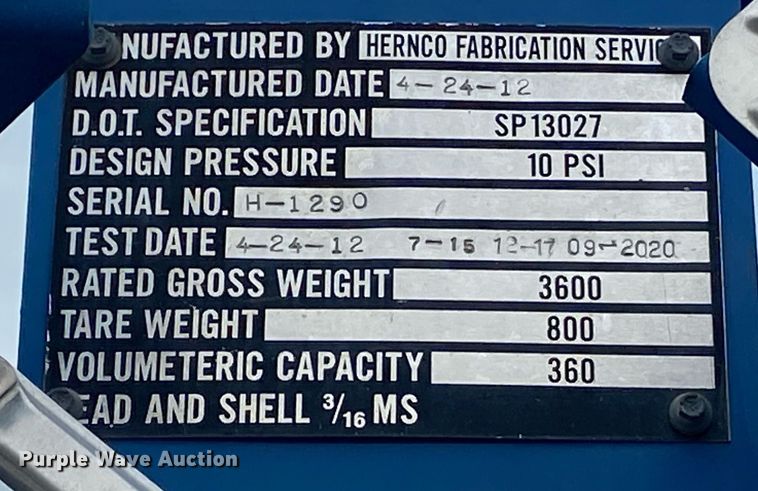 NUFACTURED BY HERNCO FABRICATION SERVIC
MANUFACTURED DATE 4-24-12
D.O.T. SPECIFICATION SP13027
DESIGN PRESSURE 10 PSI
SERIAL NO. H-1290
TEST DATE 4-24-12 7-15 12-17 09-2020
RATED GROSS WEIGHT 3600
TARE WEIGHT 800
VOLUMETERIC CAPACITY 360
EAD AND SHELL 3/16 MS
Purple Wave Auction